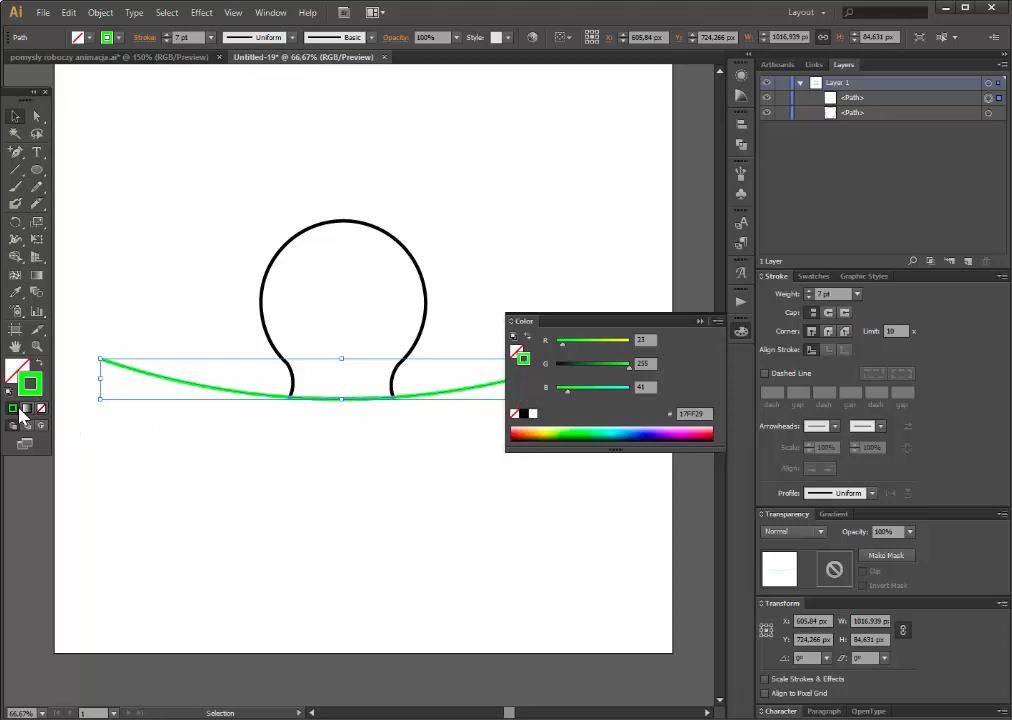 Ai File Edit Object Type Select Effect View Window Help Br Layout
Path Stroke: 7 pt Uniform Basic Opacity: 100% Style: X: 605,84 px Y: 724,266 px W: 1016,939 px H: 84,631 px
pomysly roboczy animacja.ai* @ 150% (RGB/Preview) × Untitled-19* @ 66,67% (RGB/Preview) ×
Artboards Links Layers
Layer 1
<Path>
<Path>
1 Layer
Stroke Swatches Graphic Styles
Weight: 7 pt
Cap:
Corner: Limit: 10 x
Align Stroke:
Dashed Line
dash gap dash gap dash gap
Arrowheads:
Scale: 100% 100%
Align:
Profile: Uniform
Color
R 23
G 255
B 41
# 17FF29
Transparency Gradient
Normal Opacity: 100%
Make Mask
Clip
Invert Mask
Transform
X: 605,84 px W: 1016,939 p
Y: 724,266 px H: 84,631 px
0° 0°
Scale Strokes & Effects
Align to Pixel Grid
Character Paragraph OpenType
66,67% 1 Selection